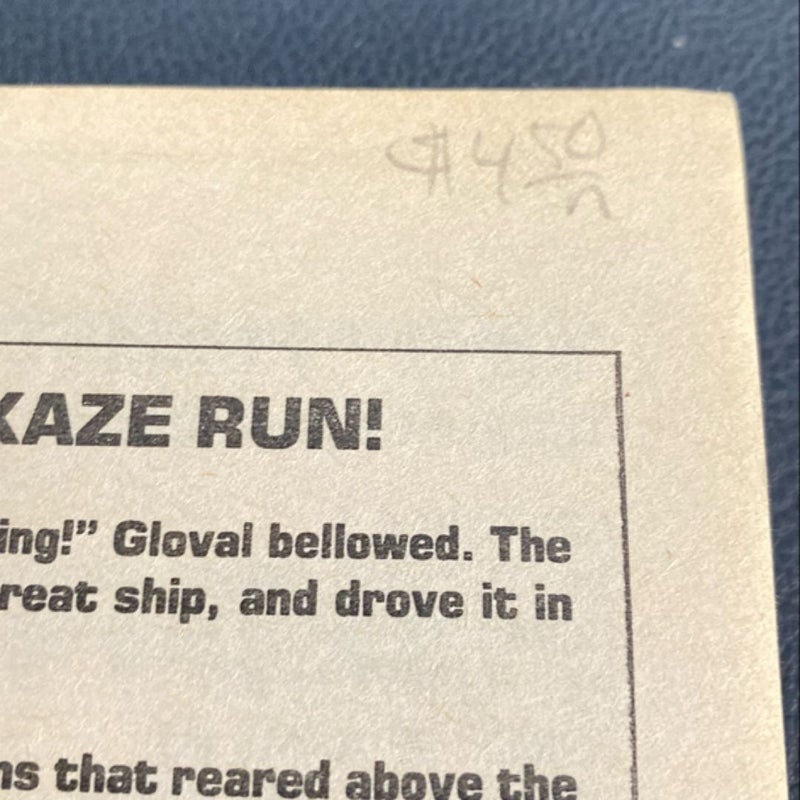 $4 50
n
KAZE RUN!
ing!” Gloval bellowed. The
reat ship, and drove it in
ns that reared above the